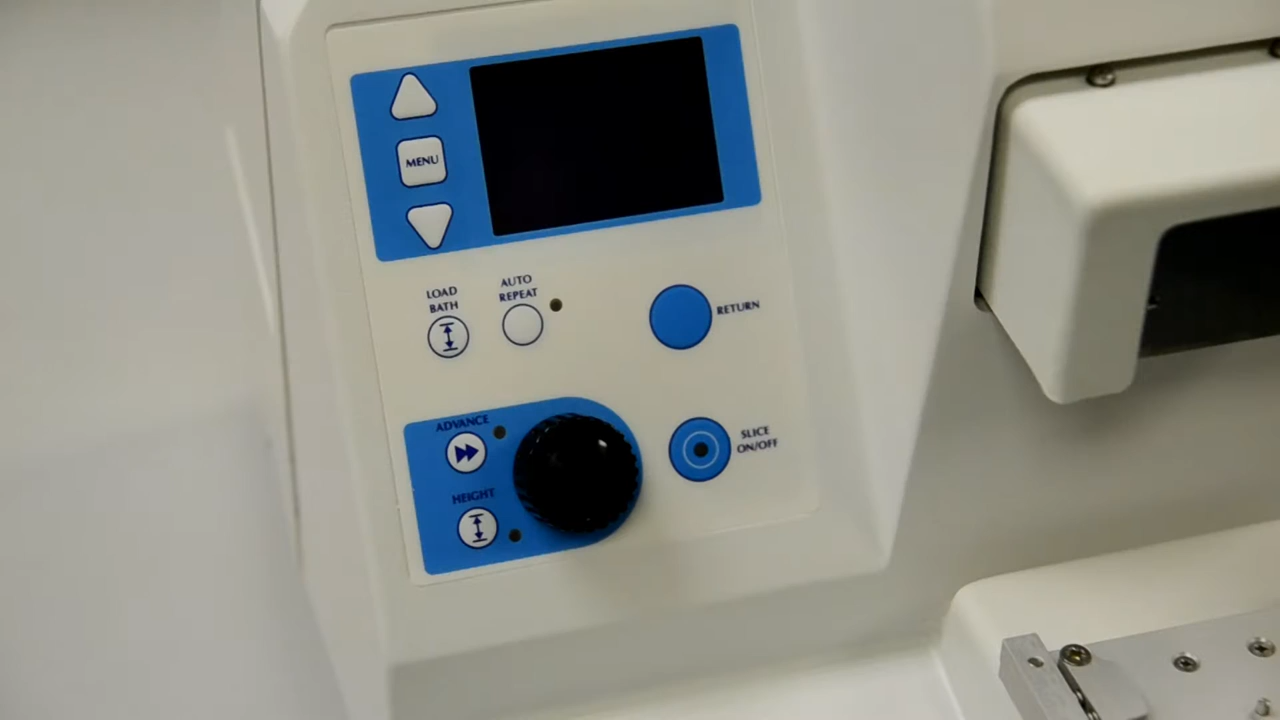 MENU
LOAD
BATH
AUTO
REPEAT
RETURN
ADVANCE
SLICE
ON/OFF
HEIGHT